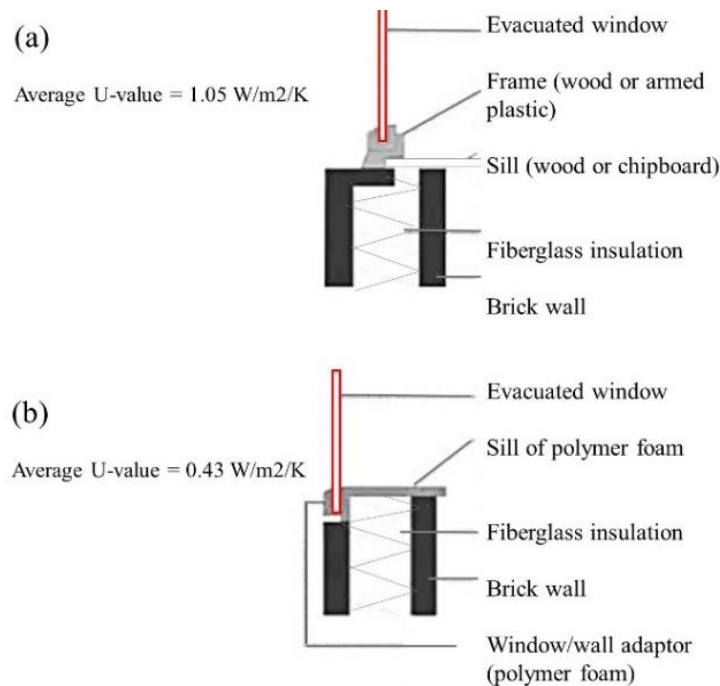 (a)
Average U-value = 1.05 W/m2/K
Evacuated window
Frame (wood or armed
plastic)
Sill (wood or chipboard)
Fiberglass insulation
Brick wall
(b)
Average U-value = 0.43 W/m2/K
Evacuated window
Sill of polymer foam
Fiberglass insulation
Brick wall
Window/wall adaptor
(polymer foam)